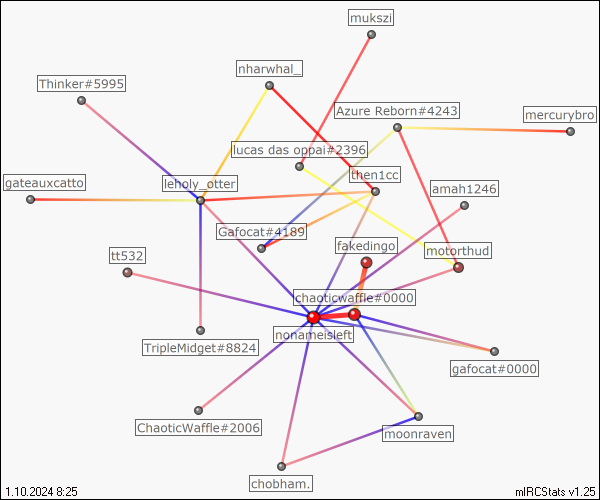 mukszi
nharwhal_
Thinker#5995
Azure Reborn#4243
mercurybro
lucas das oppai#2396
then1cc
gateauxcatto
leholy_otter
amah1246
Gafocat#4189
fakedingo
motorthud
tt532
chaoticwaffle#0000
nonameisleft
TripleMidget#8824
gafocat#0000
ChaoticWaffle#2006
moonraven
chobham.
1.10.2024 8:25
mIRCStats v1.25